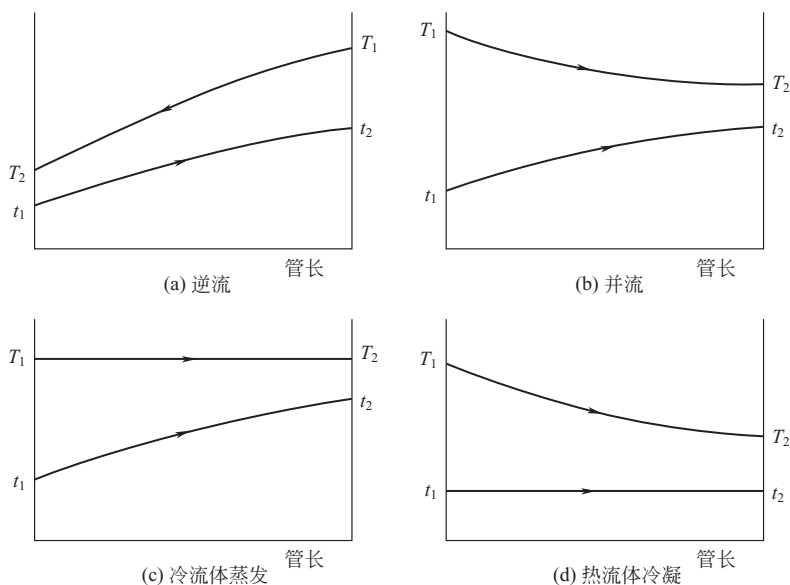 T₁
t₂
T₂
t₁
管长
(a) 逆流
T₁
T₂
t₂
t₁
管长
(b) 并流
T₁
T₂
t₂
t₁
管长
(c) 冷流体蒸发
T₁
T₂
t₁
t₂
管长
(d) 热流体冷凝